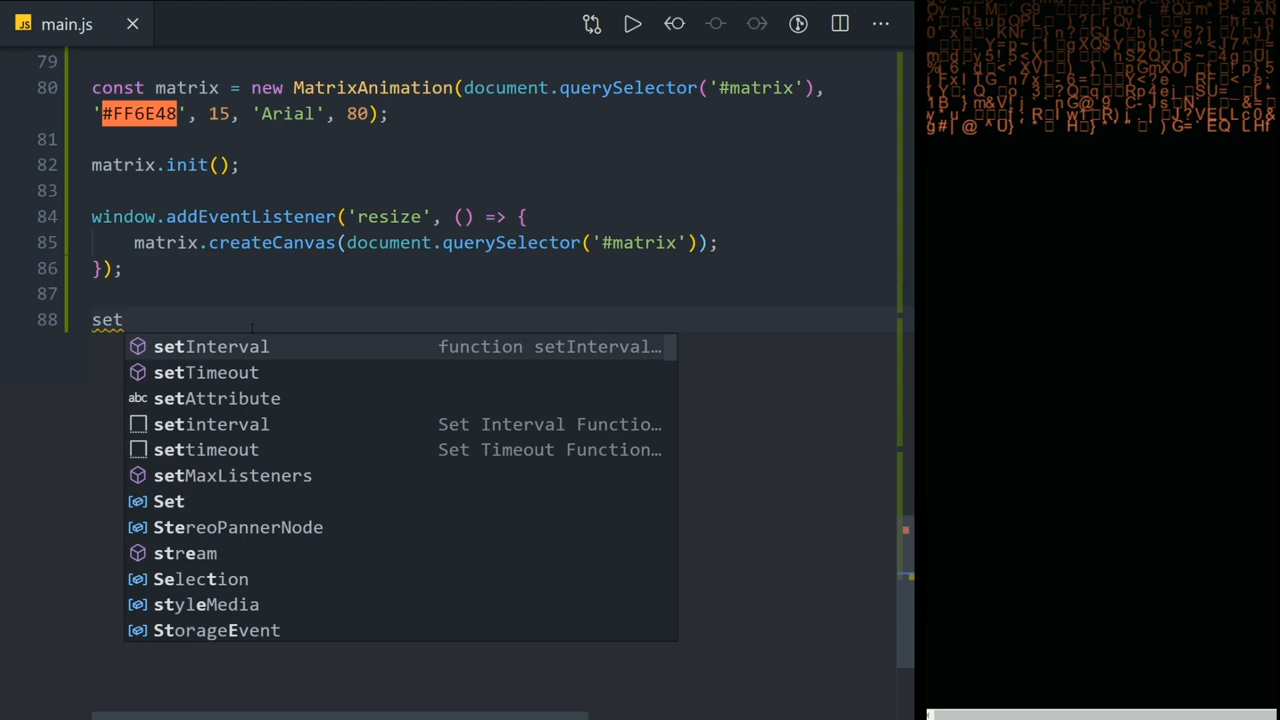 main.js
79
80 const matrix = new MatrixAnimation(document.querySelector('#matrix'),
'#FF6E48', 15, 'Arial', 80);
81
82 matrix.init();
83
84 window.addEventListener('resize', () => {
85 matrix.createCanvas(document.querySelector('#matrix'));
86 });
87
88 set
setInterval function setInterval…
setTimeout
abc setAttribute
setinterval Set Interval Functio…
settimeout Set Timeout Function…
setMaxListeners
Set
StereoPannerNode
stream
Selection
styleMedia
StorageEvent